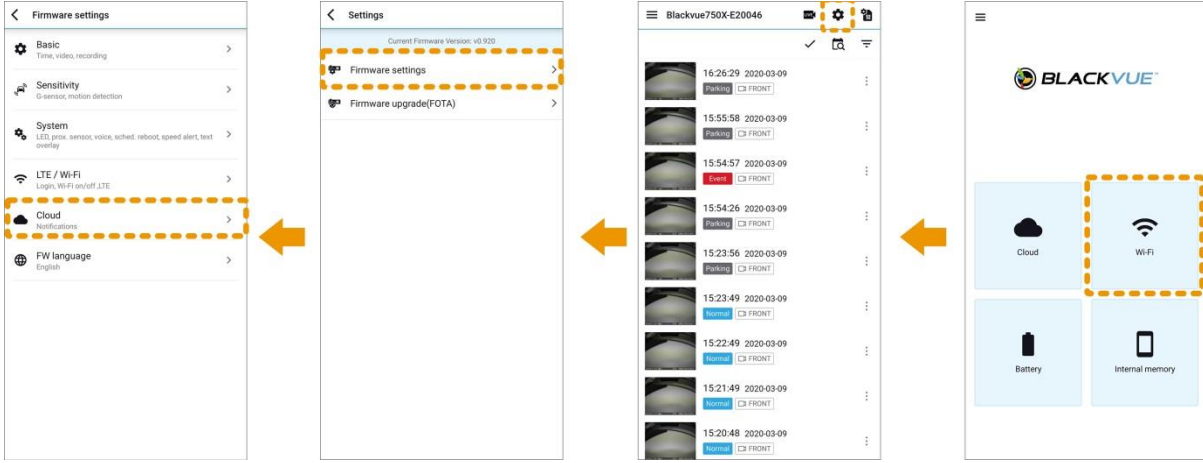 Firmware settings
Basic
Time, video, recording
Sensitivity
G-sensor, motion detection
System
LED, prox. sensor, voice, sched. reboot, speed alert, text
overlay
LTE / Wi-Fi
Login, Wi-Fi on/off ,LTE
Cloud
Notifications
FW language
English
Settings
Current Firmware Version: v0.920
Firmware settings
Firmware upgrade(FOTA)
Blackvue750X-E20046
16:26:29 2020-03-09
Parking FRONT
15:55:58 2020-03-09
Parking FRONT
15:54:57 2020-03-09
Event FRONT
15:54:26 2020-03-09
Parking FRONT
15:23:56 2020-03-09
Parking FRONT
15:23:49 2020-03-09
Normal FRONT
15:22:49 2020-03-09
Normal FRONT
15:21:49 2020-03-09
Normal FRONT
15:20:48 2020-03-09
Normal FRONT
BLACKVUE
Cloud
Wi-Fi
Battery
Internal memory